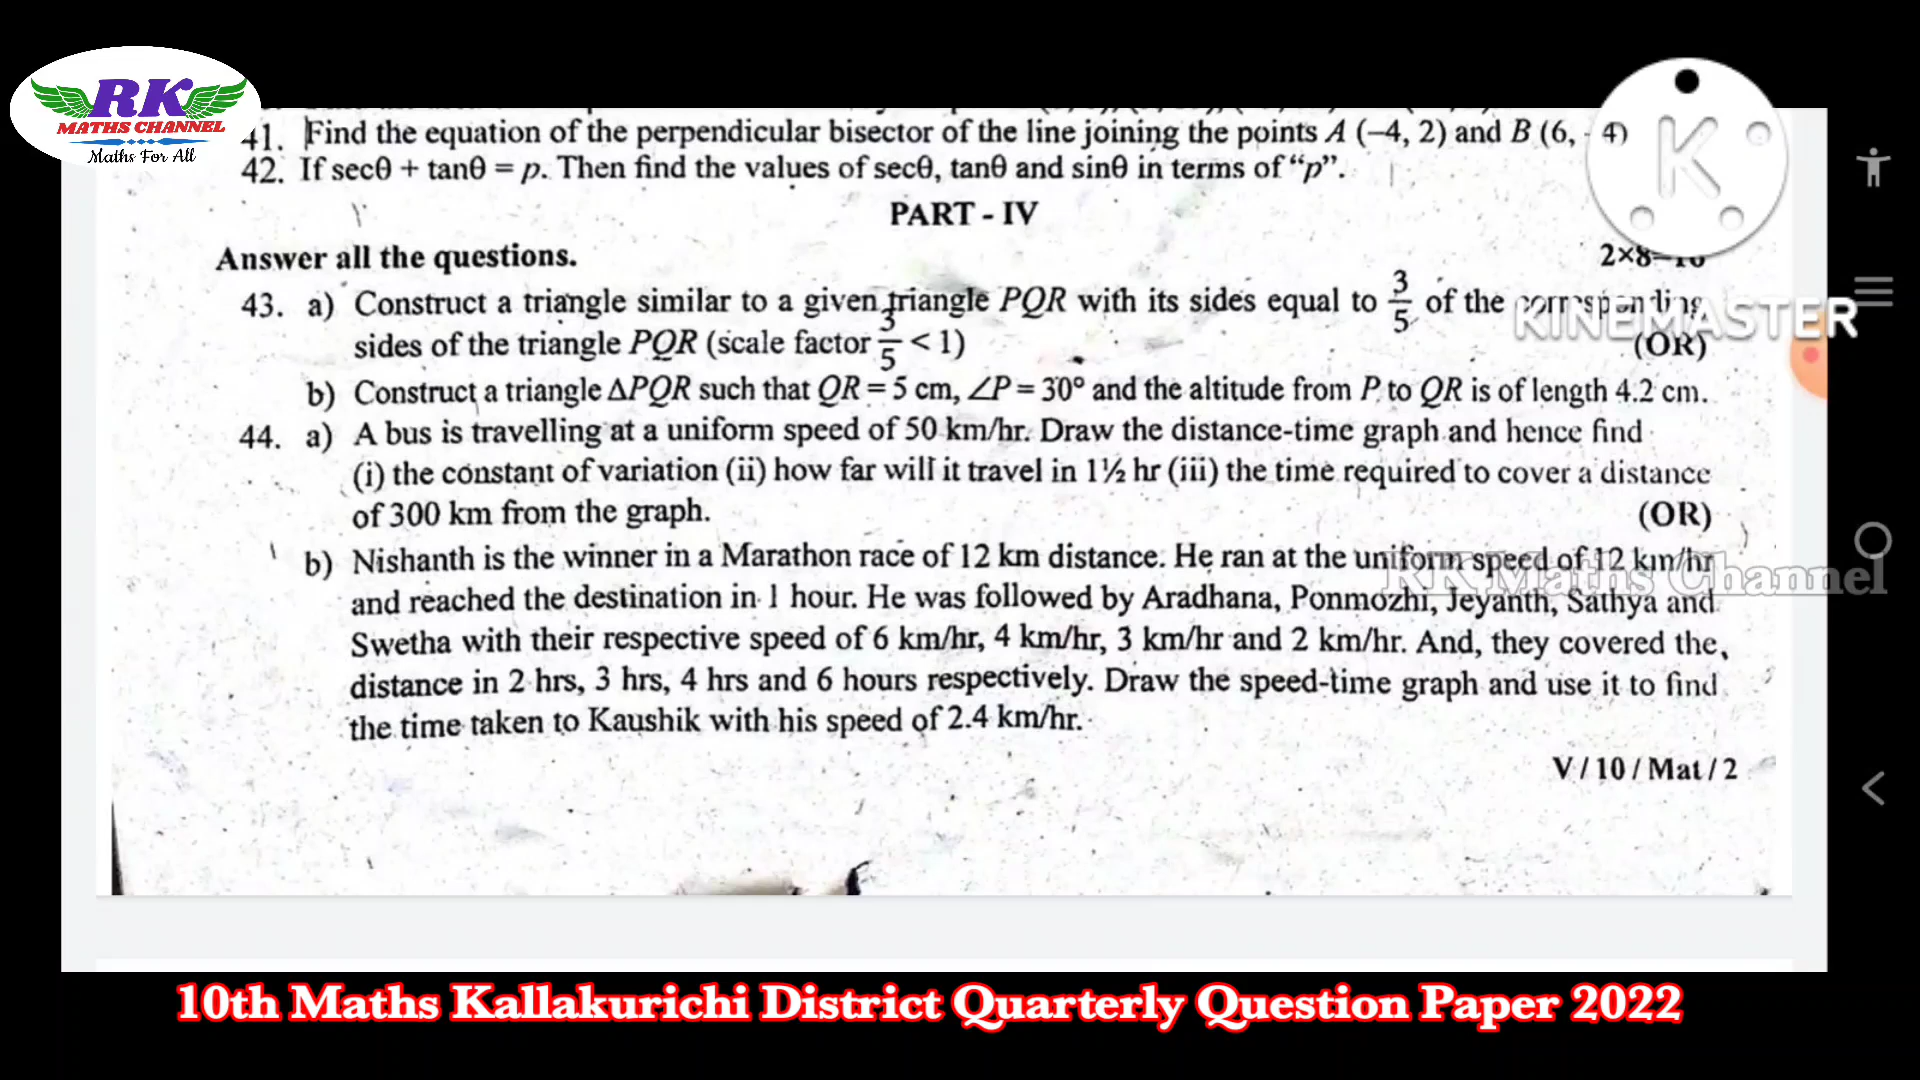 RK
MATHS CHANNEL
Maths For All
41. Find the equation of the perpendicular bisector of the line joining the points A (–4, 2) and B (6, -4)
42. If secθ + tanθ = p. Then find the values of secθ, tanθ and sinθ in terms of “p”.
PART - IV
Answer all the questions.
2×8=16
43. a) Construct a triangle similar to a given triangle PQR with its sides equal to 3/5 of the corresponding
sides of the triangle PQR (scale factor 3/5 < 1)
(OR)
b) Construct a triangle ΔPQR such that QR = 5 cm, ∠P = 30° and the altitude from P to QR is of length 4.2 cm.
44. a) A bus is travelling at a uniform speed of 50 km/hr. Draw the distance-time graph and hence find
(i) the constant of variation (ii) how far will it travel in 1½ hr (iii) the time required to cover a distance
of 300 km from the graph.
(OR)
b) Nishanth is the winner in a Marathon race of 12 km distance. He ran at the uniform speed of 12 km/hr
and reached the destination in 1 hour. He was followed by Aradhana, Ponmozhi, Jeyanth, Sathya and
Swetha with their respective speed of 6 km/hr, 4 km/hr, 3 km/hr and 2 km/hr. And, they covered the
distance in 2 hrs, 3 hrs, 4 hrs and 6 hours respectively. Draw the speed-time graph and use it to find
the time taken to Kaushik with his speed of 2.4 km/hr.
V / 10 / Mat / 2
K
KINEMASTER
RK Maths Channel
10th Maths Kallakurichi District Quarterly Question Paper 2022